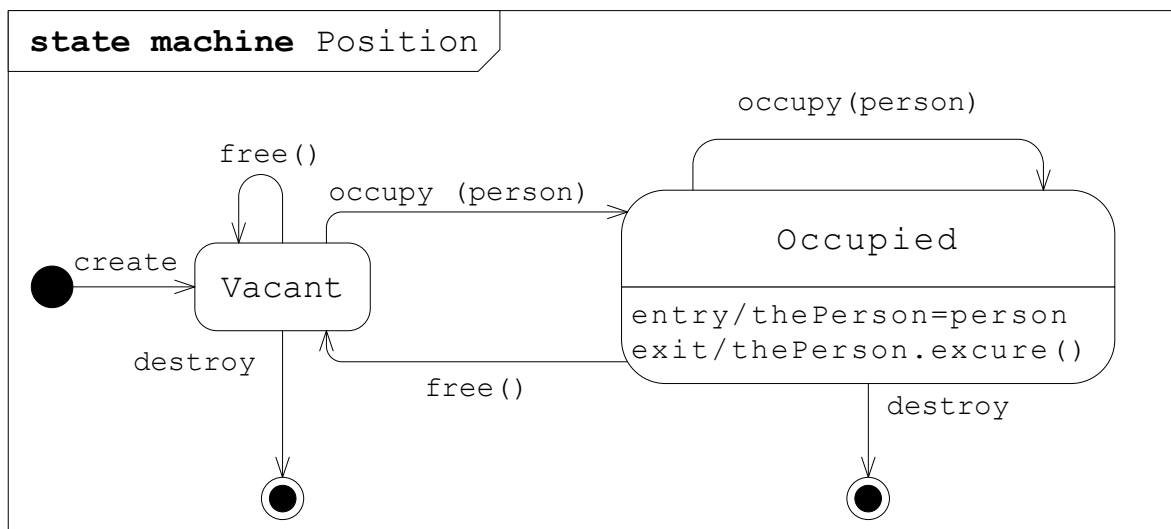 state machine Position
occupy(person)
free()
occupy (person)
Occupied
create
Vacant
entry/thePerson=person
exit/thePerson.excure()
destroy
free()
destroy